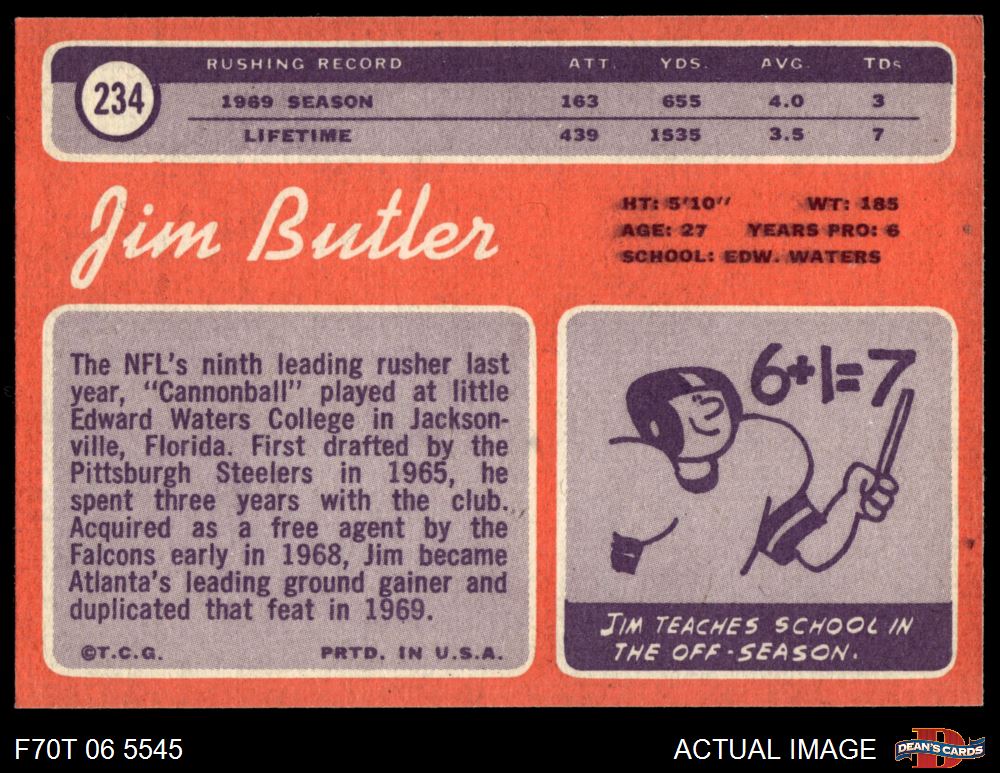 234
RUSHING RECORD ATT. YDS. AVG. TDs
1969 SEASON 163 655 4.0 3
LIFETIME 439 1535 3.5 7
Jim Butler
HT: 5'10" WT: 185
AGE: 27 YEARS PRO: 6
SCHOOL: EDW. WATERS
The NFL's ninth leading rusher last
year, "Cannonball" played at little
Edward Waters College in Jackson-
ville, Florida. First drafted by the
Pittsburgh Steelers in 1965, he
spent three years with the club.
Acquired as a free agent by the
Falcons early in 1968, Jim became
Atlanta's leading ground gainer and
duplicated that feat in 1969.
©T.C.G. PRTD. IN U.S.A.
6+1=7
JIM TEACHES SCHOOL IN
THE OFF-SEASON.
F70T 06 5545
ACTUAL IMAGE
D
DEAN'S CARDS